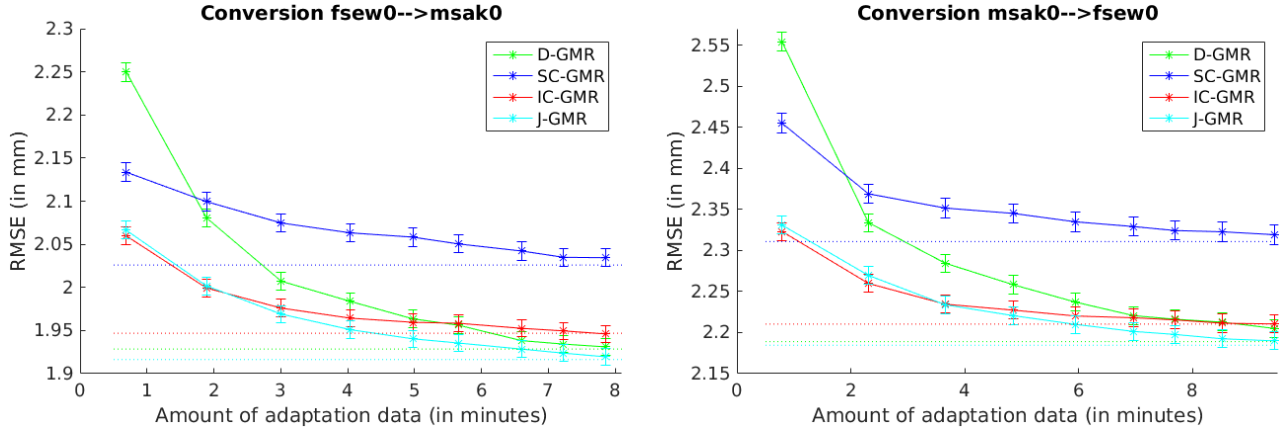 Conversion fsew0-->msak0
2.3
2.25
2.2
2.15
2.1
2.05
2
1.95
1.9
RMSE (in mm)
D-GMR
SC-GMR
IC-GMR
J-GMR
0 1 2 3 4 5 6 7 8
Amount of adaptation data (in minutes)
Conversion msak0-->fsew0
2.55
2.5
2.45
2.4
2.35
2.3
2.25
2.2
2.15
RMSE (in mm)
D-GMR
SC-GMR
IC-GMR
J-GMR
0 2 4 6 8
Amount of adaptation data (in minutes)